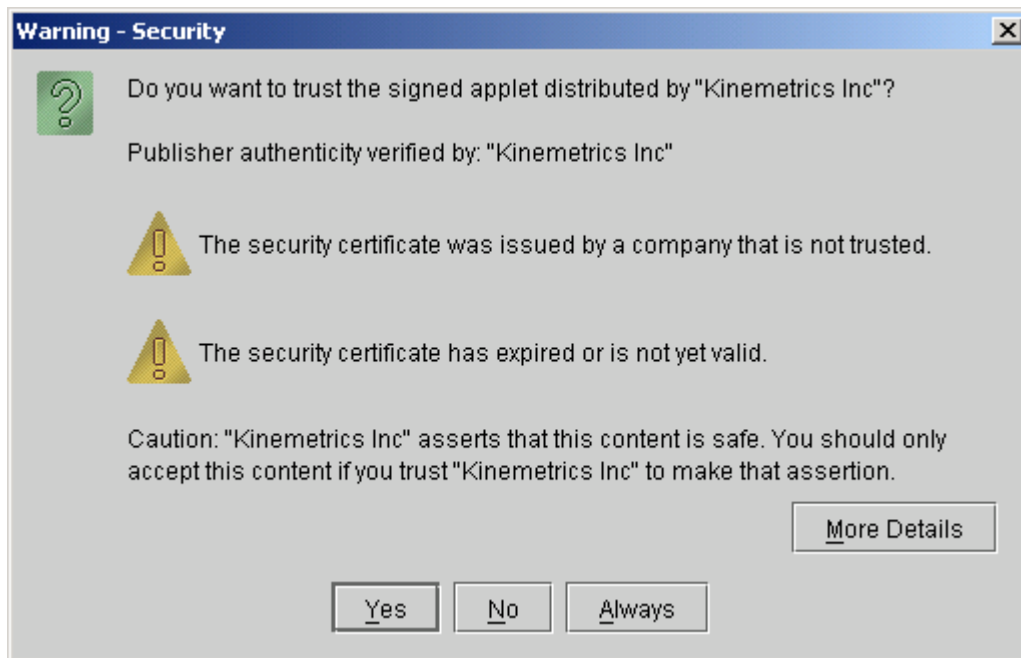 Warning - Security
Do you want to trust the signed applet distributed by "Kinemetrics Inc"?
Publisher authenticity verified by: "Kinemetrics Inc"
The security certificate was issued by a company that is not trusted.
The security certificate has expired or is not yet valid.
Caution: "Kinemetrics Inc" asserts that this content is safe. You should only
accept this content if you trust "Kinemetrics Inc" to make that assertion.
More Details
Yes No Always